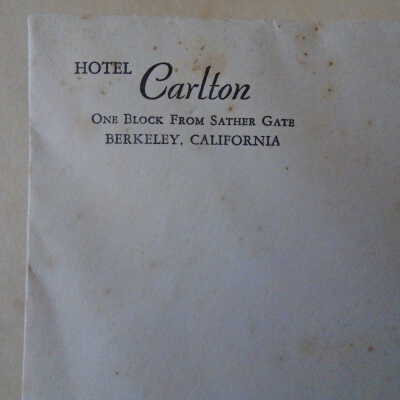 HOTEL Carlton
ONE BLOCK FROM SATHER GATE
BERKELEY, CALIFORNIA